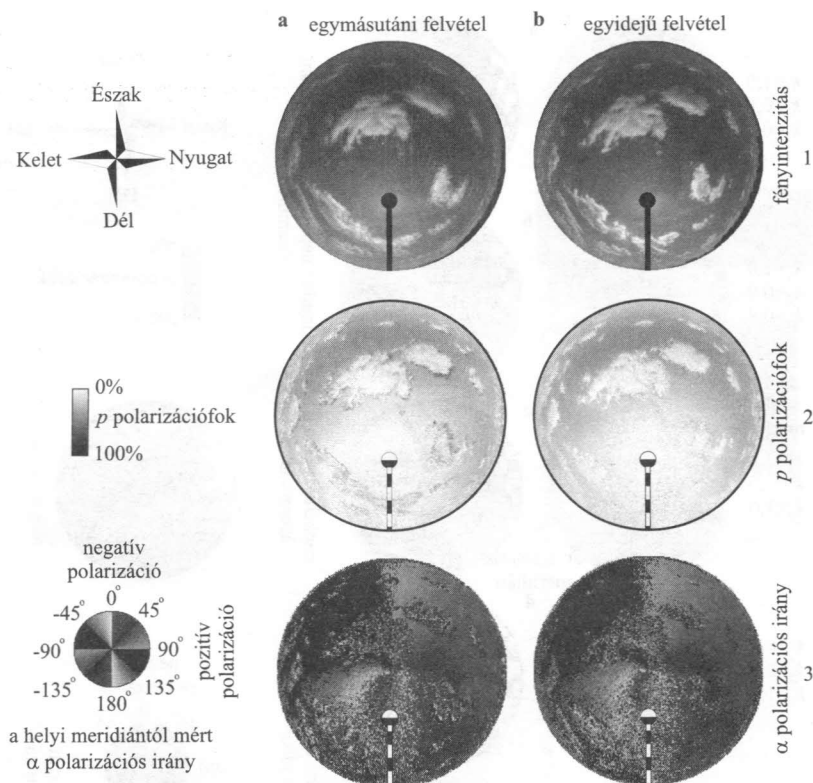 a egymásutáni felvétel
b egyidejű felvétel
Észak
Kelet
Nyugat
Dél
fényintenzitás
1
0%
p polarizációfok
100%
p polarizációfok
2
negatív
polarizáció
0°
-45°
45°
-90°
90°
-135°
135°
180°
pozitív
polarizáció
a helyi meridiántól mért
α polarizációs irány
α polarizációs irány
3